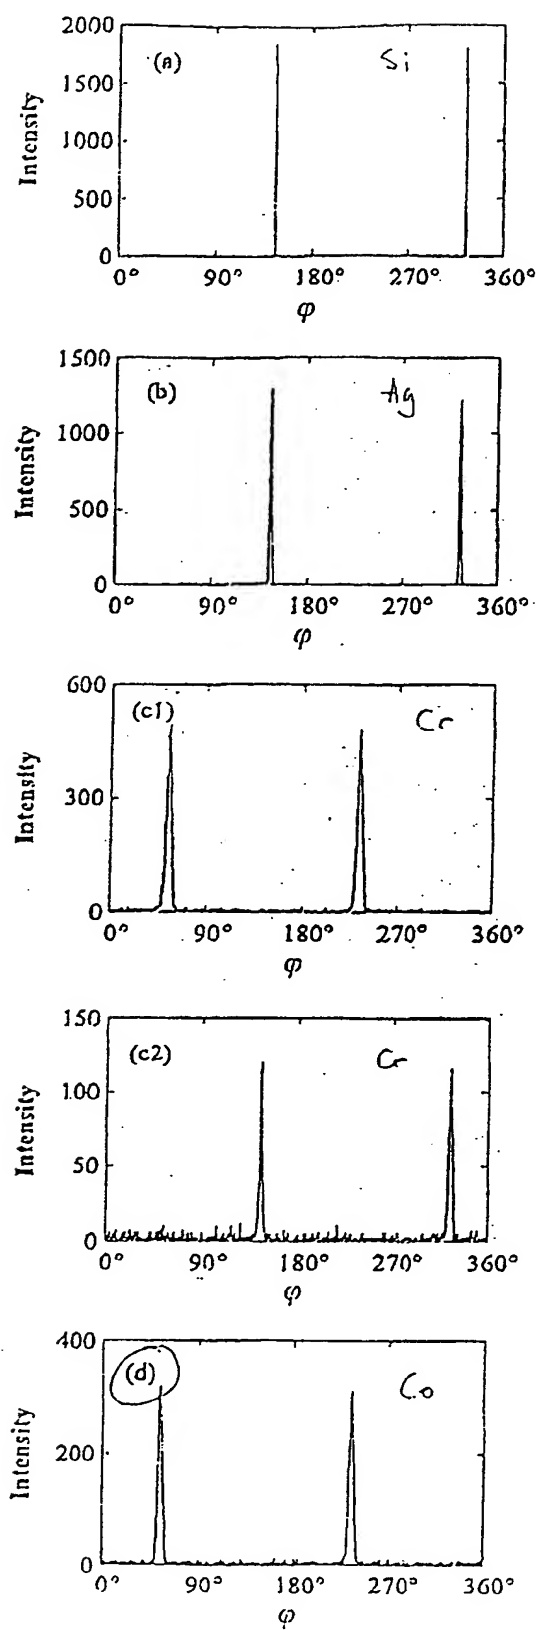 2000
(a)
Si
1500
1000
500
0
Intensity
0° 90° 180° 270° 360°
φ
1500
(b)
Ag
1000
500
0
Intensity
0° 90° 180° 270° 360°
φ
600
(c1)
Cr
300
0
Intensity
0° 90° 180° 270° 360°
φ
150
(c2)
Cr
100
50
0
Intensity
0° 90° 180° 270° 360°
φ
400
(d)
Co
200
0
Intensity
0° 90° 180° 270° 360°
φ